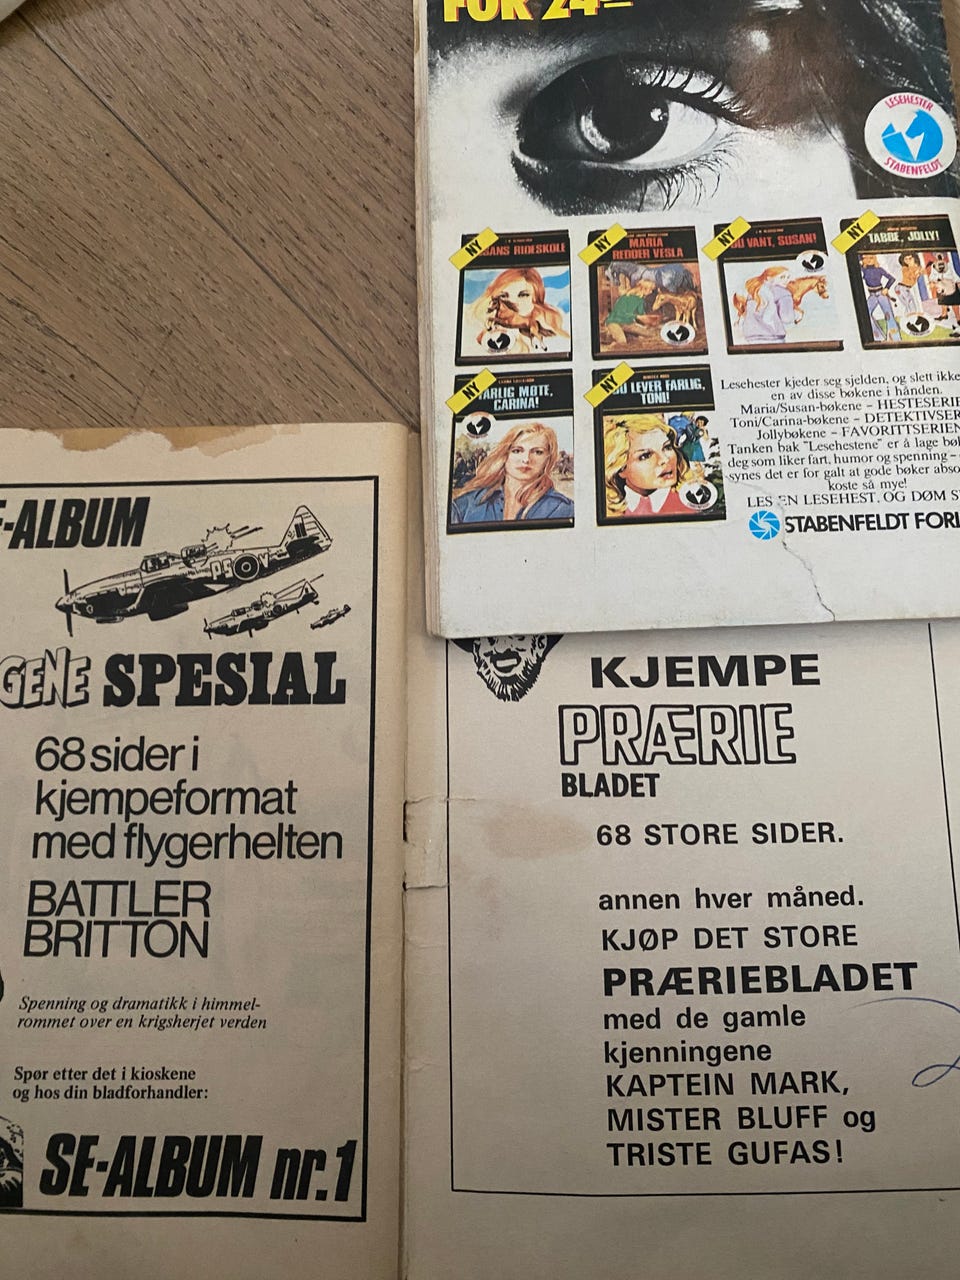 FOR 24
LESEHESTER
STABENFELDT
NY
RIDESKOLE
NY
MARIA
REDDER VESLA
NY
VANT, SUSAN!
NY
TABBE, JOLLY!
NY
MØTE,
CARINA!
NY
LEVER FARLIG,
TONI!
Lesehester kjeder seg sjelden, og slett ikke
en av disse bøkene i hånden.
Maria/Susan-bøkene – HESTESERIE
Toni/Carina-bøkene – DETEKTIVSER
Jollybøkene – FAVORITTSERIEN
Tanken bak "Lesehestene" er å lage bøk
deg som liker fart, humor og spenning –
synes det er for galt at gode bøker abso
koste så mye!
LES EN LESEHEST, OG DØM S
STABENFELDT FORL
-ALBUM
PS V
GENE SPESIAL
68 sider i
kjempeformat
med flygerhelten
BATTLER
BRITTON
Spenning og dramatikk i himmel-
rommet over en krigsherjet verden
Spør etter det i kioskene
og hos din bladforhandler:
SE-ALBUM nr. 1
KJEMPE
PRÆRIE
BLADET
68 STORE SIDER.
annen hver måned.
KJØP DET STORE
PRÆRIEBLADET
med de gamle
kjenningene
KAPTEIN MARK,
MISTER BLUFF og
TRISTE GUFAS!